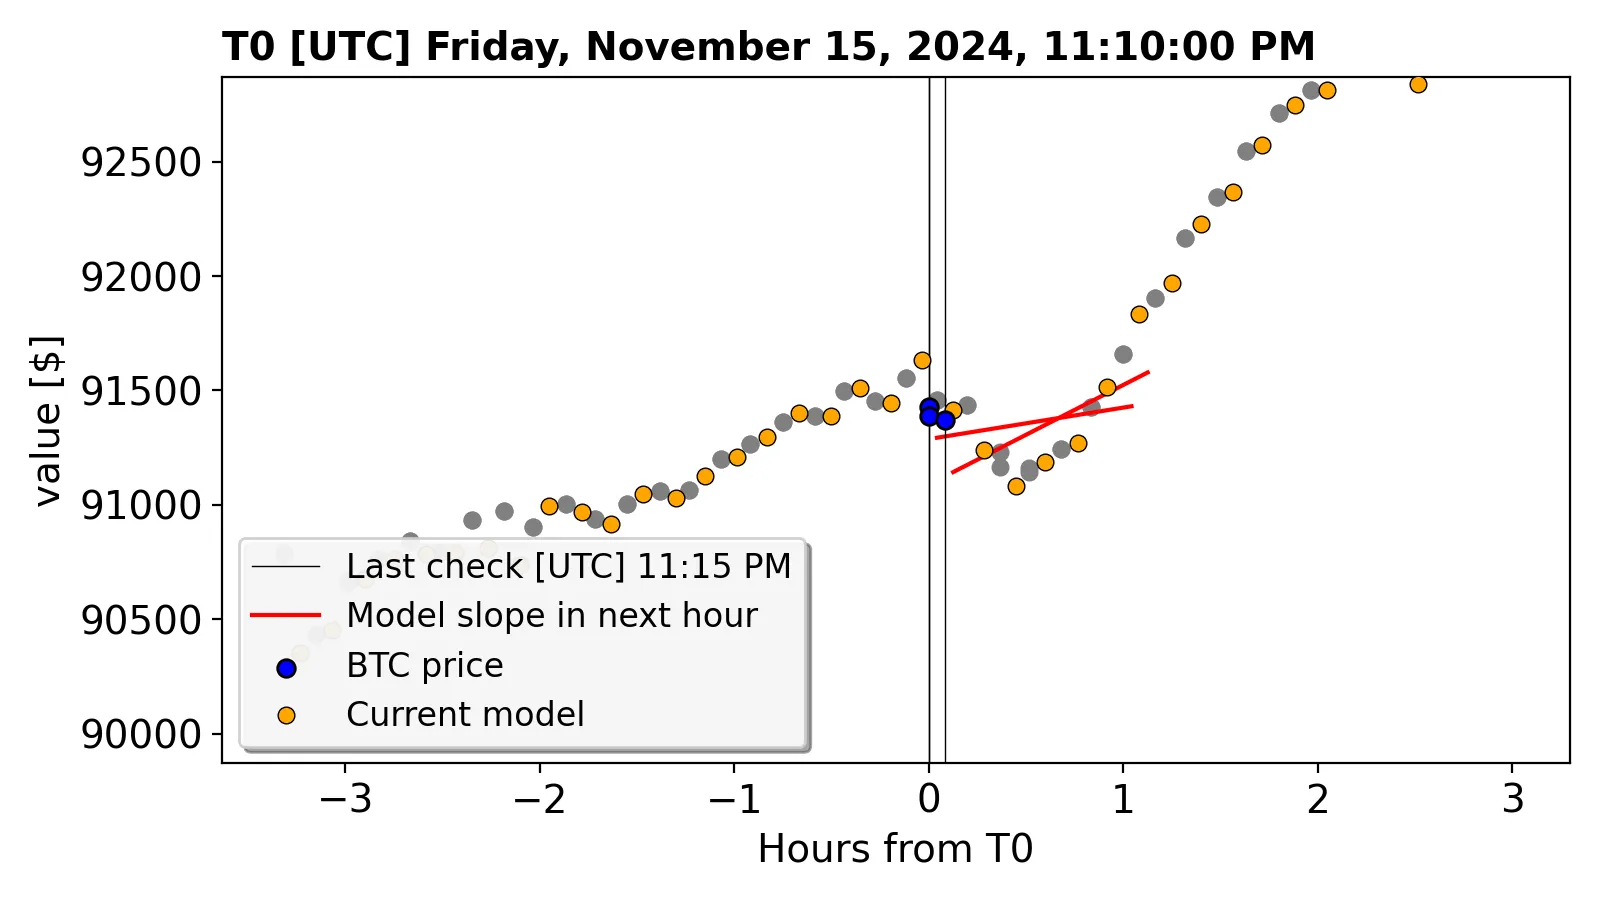 T0 [UTC] Friday, November 15, 2024, 11:10:00 PM
value [$]
92500
92000
91500
91000
90500
90000
Last check [UTC] 11:15 PM
Model slope in next hour
BTC price
Current model
−3 −2 −1 0 1 2 3
Hours from T0